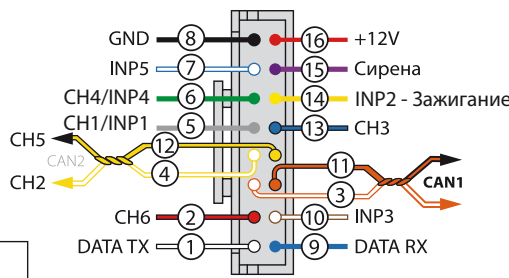 GND 8 16 +12V
INP5 7 15 Сирена
CH4/INP4 6 14 INP2 - Зажигание
CH1/INP1 5 13 CH3
CH5 12
CAN2 11
CH2 4 CAN1
3
CH6 2 10 INP3
DATA TX 1 9 DATA RX